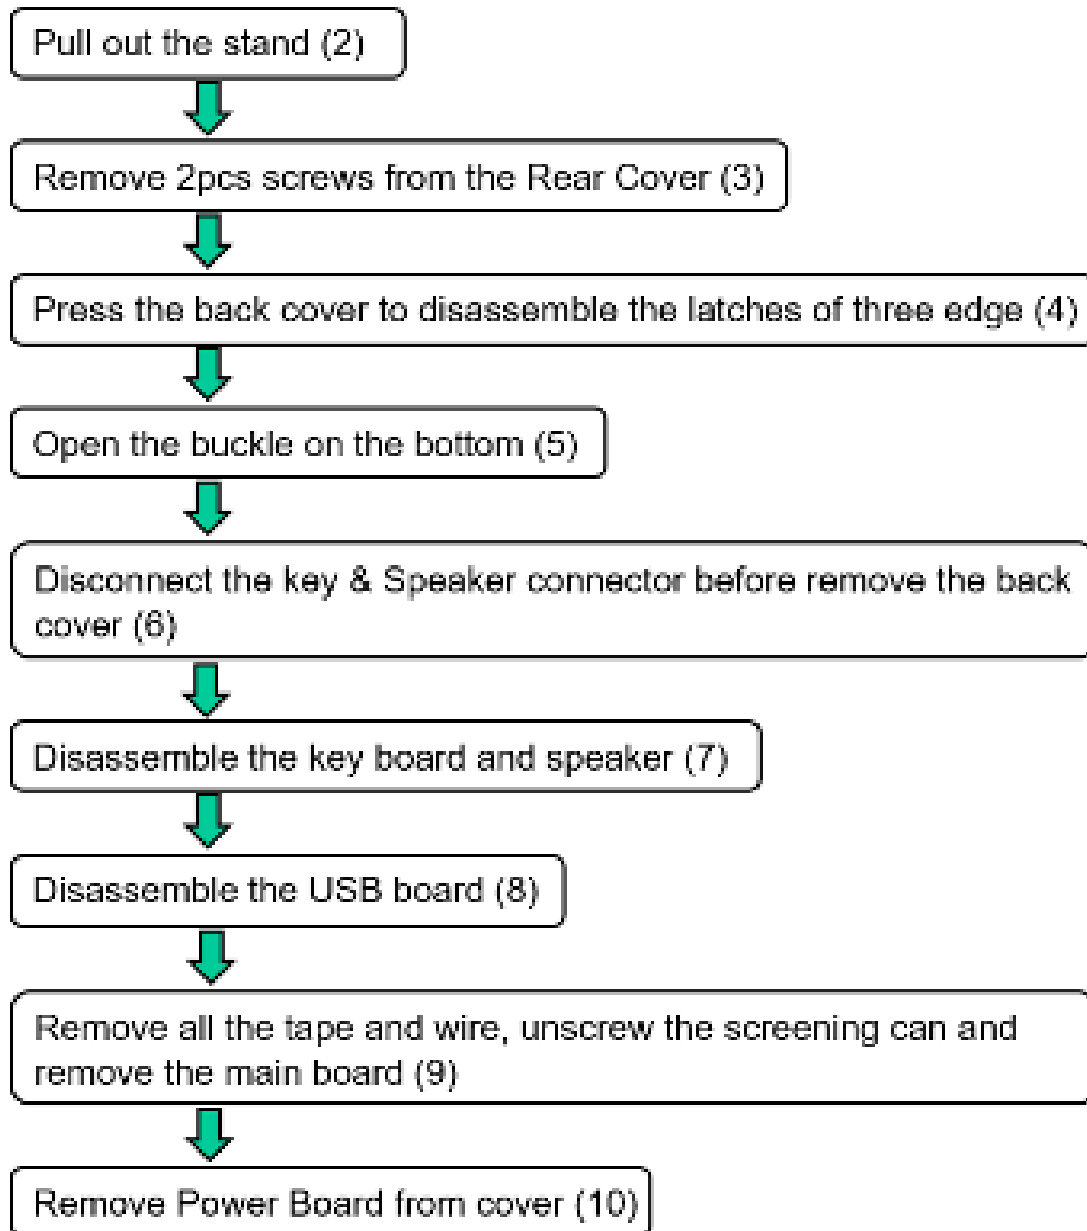 Pull out the stand (2)
Remove 2pcs screws from the Rear Cover (3)
Press the back cover to disassemble the latches of three edge (4)
Open the buckle on the bottom (5)
Disconnect the key & Speaker connector before remove the back
cover (6)
Disassemble the key board and speaker (7)
Disassemble the USB board (8)
Remove all the tape and wire, unscrew the screening can and
remove the main board (9)
Remove Power Board from cover (10)